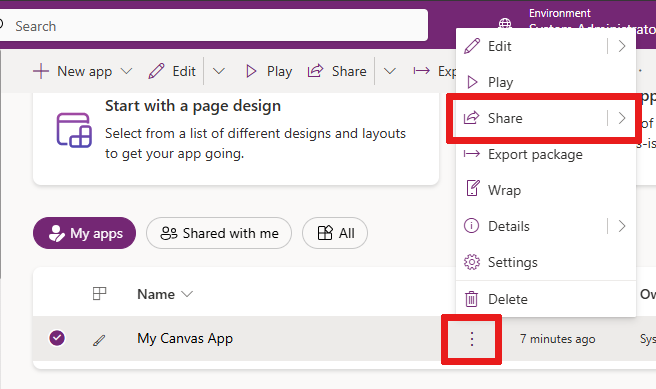 Search
Environment
System Administrato
New app
Edit
Play
Share
Exp
Edit
Play
Share
Export package
Wrap
Details
Settings
Delete
Start with a page design
Select from a list of different designs and layouts
to get your app going.
My apps
Shared with me
All
Name
Ow
My Canvas App
7 minutes ago
Sys